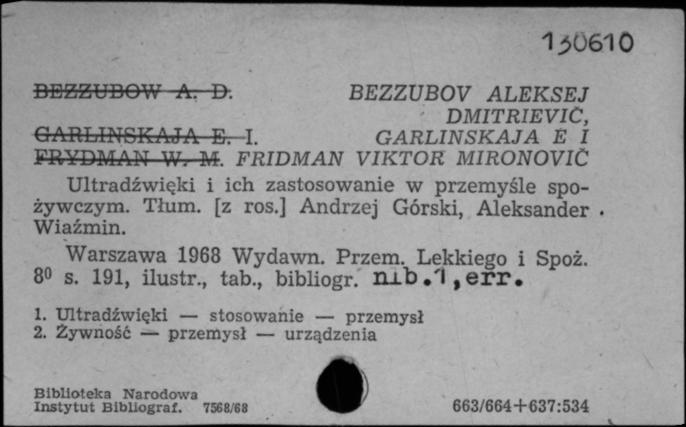 130610
BEZZUBOW A. D. BEZZUBOV ALEKSEJ
DMITRIEVIČ,
GARLINSKAJA E. I. GARLINSKAJA E I
FRYDMAN W. M. FRIDMAN VIKTOR MIRONOVIČ
Ultradźwięki i ich zastosowanie w przemyśle spo-
żywczym. Tłum. [z ros.] Andrzej Górski, Aleksander
Wiaźmin.
Warszawa 1968 Wydawn. Przem. Lekkiego i Spoż.
8⁰ s. 191, ilustr., tab., bibliogr. nlb.1, err.
1. Ultradźwięki — stosowanie — przemysł
2. Żywność — przemysł — urządzenia
Biblioteka Narodowa
Instytut Bibliograf. 7568/68 663/664+637:534